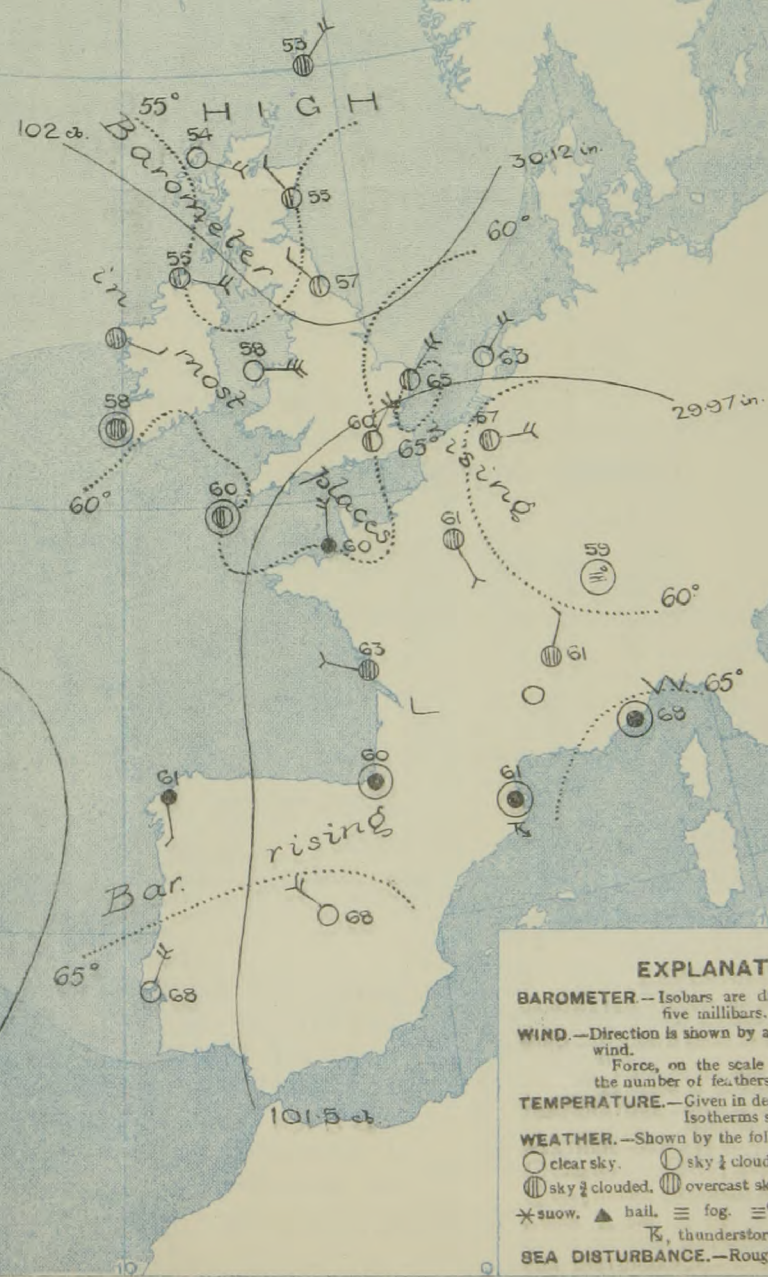 53
55° HIGH
102 cb.
54
30·12 in.
Barometer
55
60°
55
57
in
58
63
65
most
58
29·97 in.
60
67
65°
rising
60°
60
places
60
61
59
60°
63
61
65°
68
L
60
61
61
rising
Bar.
68
65°
68
101·5 cb.
EXPLANAT
BAROMETER.—Isobars are d
five millibars.
WIND.—Direction is shown by a
wind.
Force, on the scale
the number of feathers
TEMPERATURE.—Given in de
Isotherms s
WEATHER.—Shown by the fol
clear sky. sky ¼ cloud
sky ¾ clouded. overcast sk
snow. hail. fog.
, thunderstor
SEA DISTURBANCE.—Roug
10 0